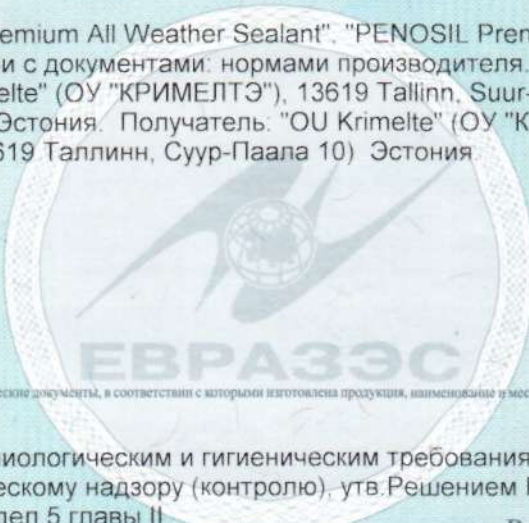 emium All Weather Sealant". "PENOSIL Prem
и с документами: нормами производителя.
elte" (ОУ "КРИМЕЛТЭ"), 13619 Tallinn, Suur-
Эстония. Получатель: "OU Krimelte" (ОУ "К
619 Таллинн, Суур-Паала 10) Эстония
ЕВРАЗЭС
еские документы, в соответствии с которыми изготовлена продукция, наименование и мес
иологическим и гигиеническим требования
ескому надзору (контролю), утв.Решением
дел 5 главы II